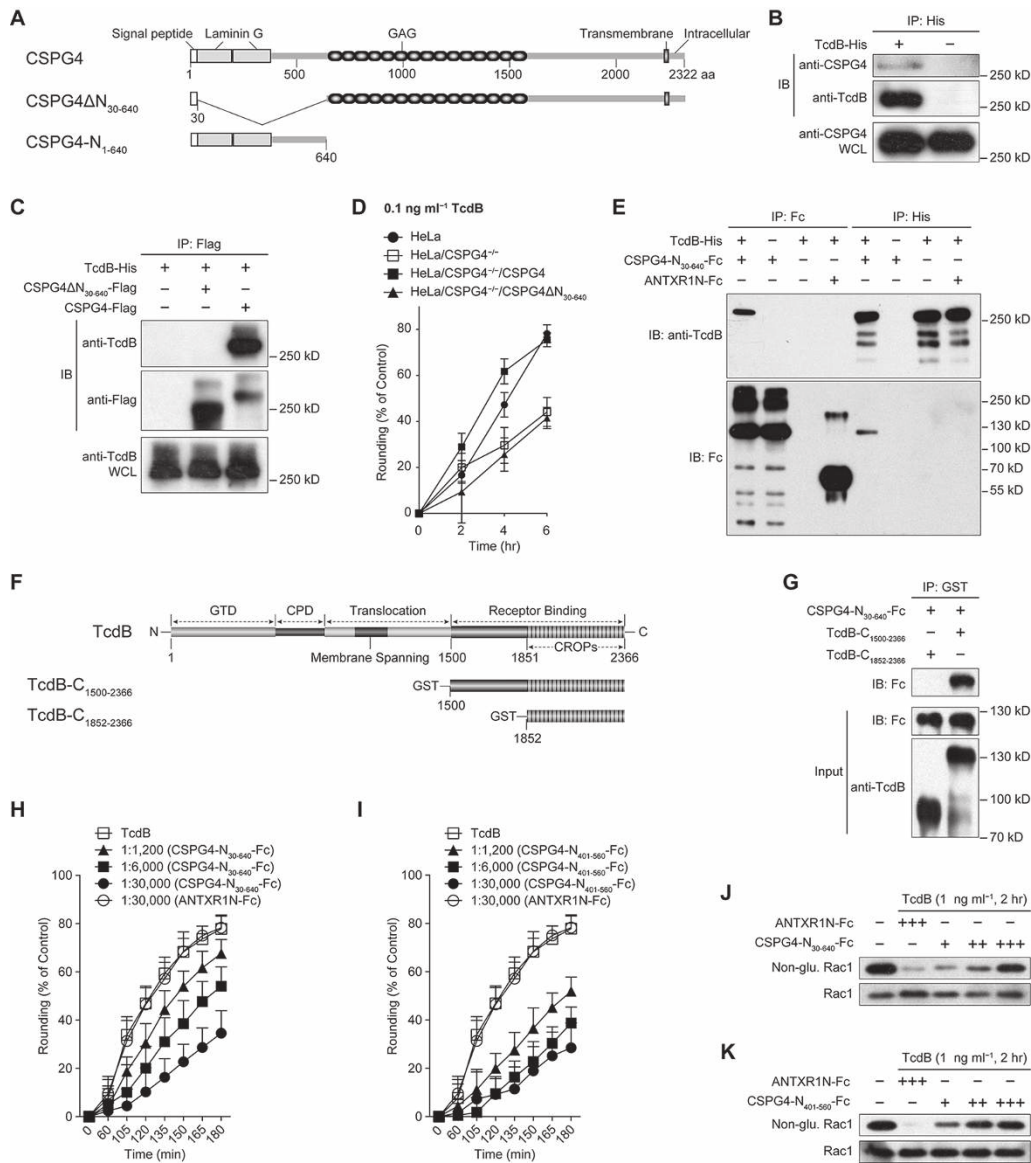 A
Signal peptide
Laminin G
GAG
Transmembrane
Intracellular
CSPG4
1
500
1000
1500
2000
2322 aa
CSPG4ΔN30-640
30
CSPG4-N1-640
640
B
IP: His
TcdB-His + −
IB
anti-CSPG4
250 kD
anti-TcdB
250 kD
anti-CSPG4
WCL
250 kD
C
IP: Flag
TcdB-His + + +
CSPG4ΔN30-640-Flag − + −
CSPG4-Flag − − +
IB
anti-TcdB
250 kD
anti-Flag
250 kD
anti-TcdB
WCL
250 kD
D
0.1 ng ml⁻¹ TcdB
HeLa
HeLa/CSPG4⁻/⁻
HeLa/CSPG4⁻/⁻/CSPG4
HeLa/CSPG4⁻/⁻/CSPG4ΔN30-640
Rounding (% of Control)
80
60
40
20
0
0 2 4 6
Time (hr)
E
IP: Fc
IP: His
TcdB-His + − + + + − + +
CSPG4-N30-640-Fc + + − − + + − −
ANTXR1N-Fc − − − + − − − +
IB: anti-TcdB
250 kD
IB: Fc
250 kD
130 kD
100 kD
70 kD
55 kD
F
GTD
CPD
Translocation
Receptor Binding
TcdB
N
C
CROPs
Membrane Spanning
1
1500
1851
2366
TcdB-C1500-2366
GST
1500
TcdB-C1852-2366
GST
1852
G
IP: GST
CSPG4-N30-640-Fc + +
TcdB-C1500-2366 − +
TcdB-C1852-2366 + −
IB: Fc
Input
IB: Fc
130 kD
anti-TcdB
130 kD
100 kD
70 kD
H
TcdB
1:1,200 (CSPG4-N30-640-Fc)
1:6,000 (CSPG4-N30-640-Fc)
1:30,000 (CSPG4-N30-640-Fc)
1:30,000 (ANTXR1N-Fc)
Rounding (% of Control)
100
80
60
40
20
0
0 60 105 120 135 150 165 180
Time (min)
I
TcdB
1:1,200 (CSPG4-N401-560-Fc)
1:6,000 (CSPG4-N401-560-Fc)
1:30,000 (CSPG4-N401-560-Fc)
1:30,000 (ANTXR1N-Fc)
Rounding (% of Control)
100
80
60
40
20
0
0 60 105 120 135 150 165 180
Time (min)
J
TcdB (1 ng ml⁻¹, 2 hr)
ANTXR1N-Fc − +++ − − −
CSPG4-N30-640-Fc − − + ++ +++
Non-glu. Rac1
Rac1
K
TcdB (1 ng ml⁻¹, 2 hr)
ANTXR1N-Fc − +++ − − −
CSPG4-N401-560-Fc − − + ++ +++
Non-glu. Rac1
Rac1